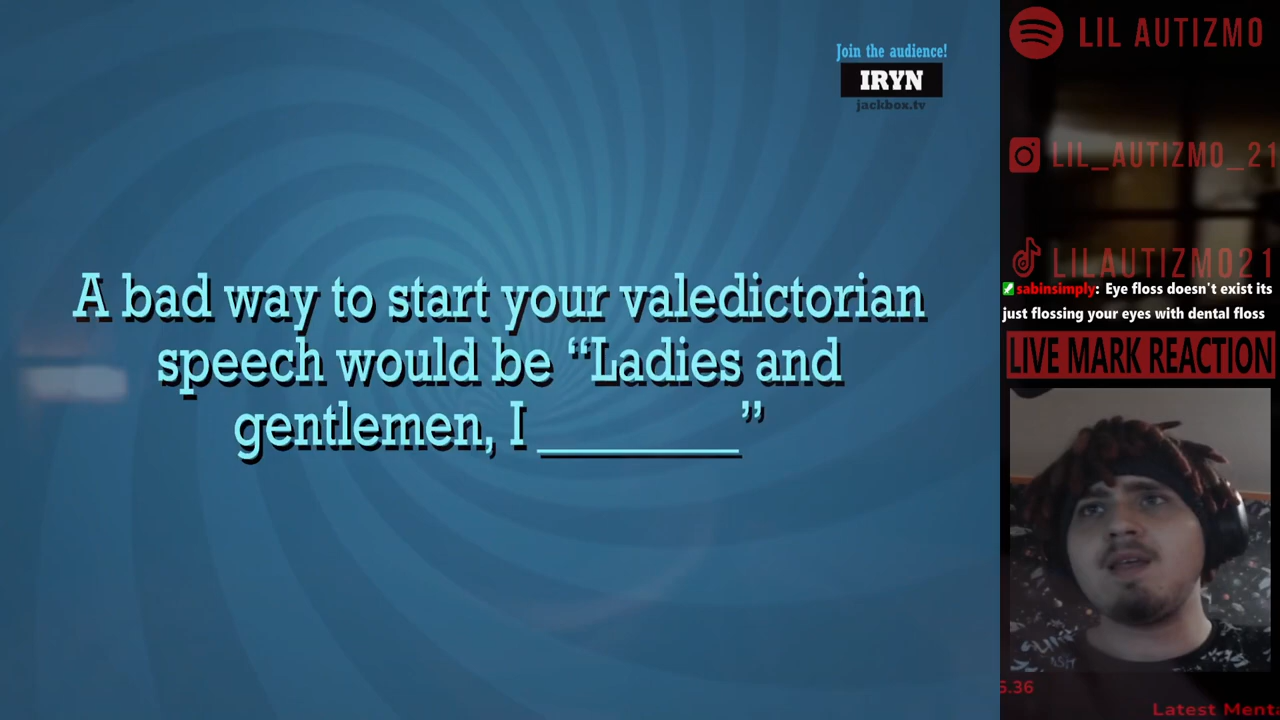 Join the audience!
IRYN
jackbox.tv
A bad way to start your valedictorian
speech would be “Ladies and
gentlemen, I ________”
LIL AUTIZMO
LIL_AUTIZMO_21
LILAUTIZMO21
sabinsimply: Eye floss doesn't exist its
just flossing your eyes with dental floss
LIVE MARK REACTION
5.36
Latest Ment